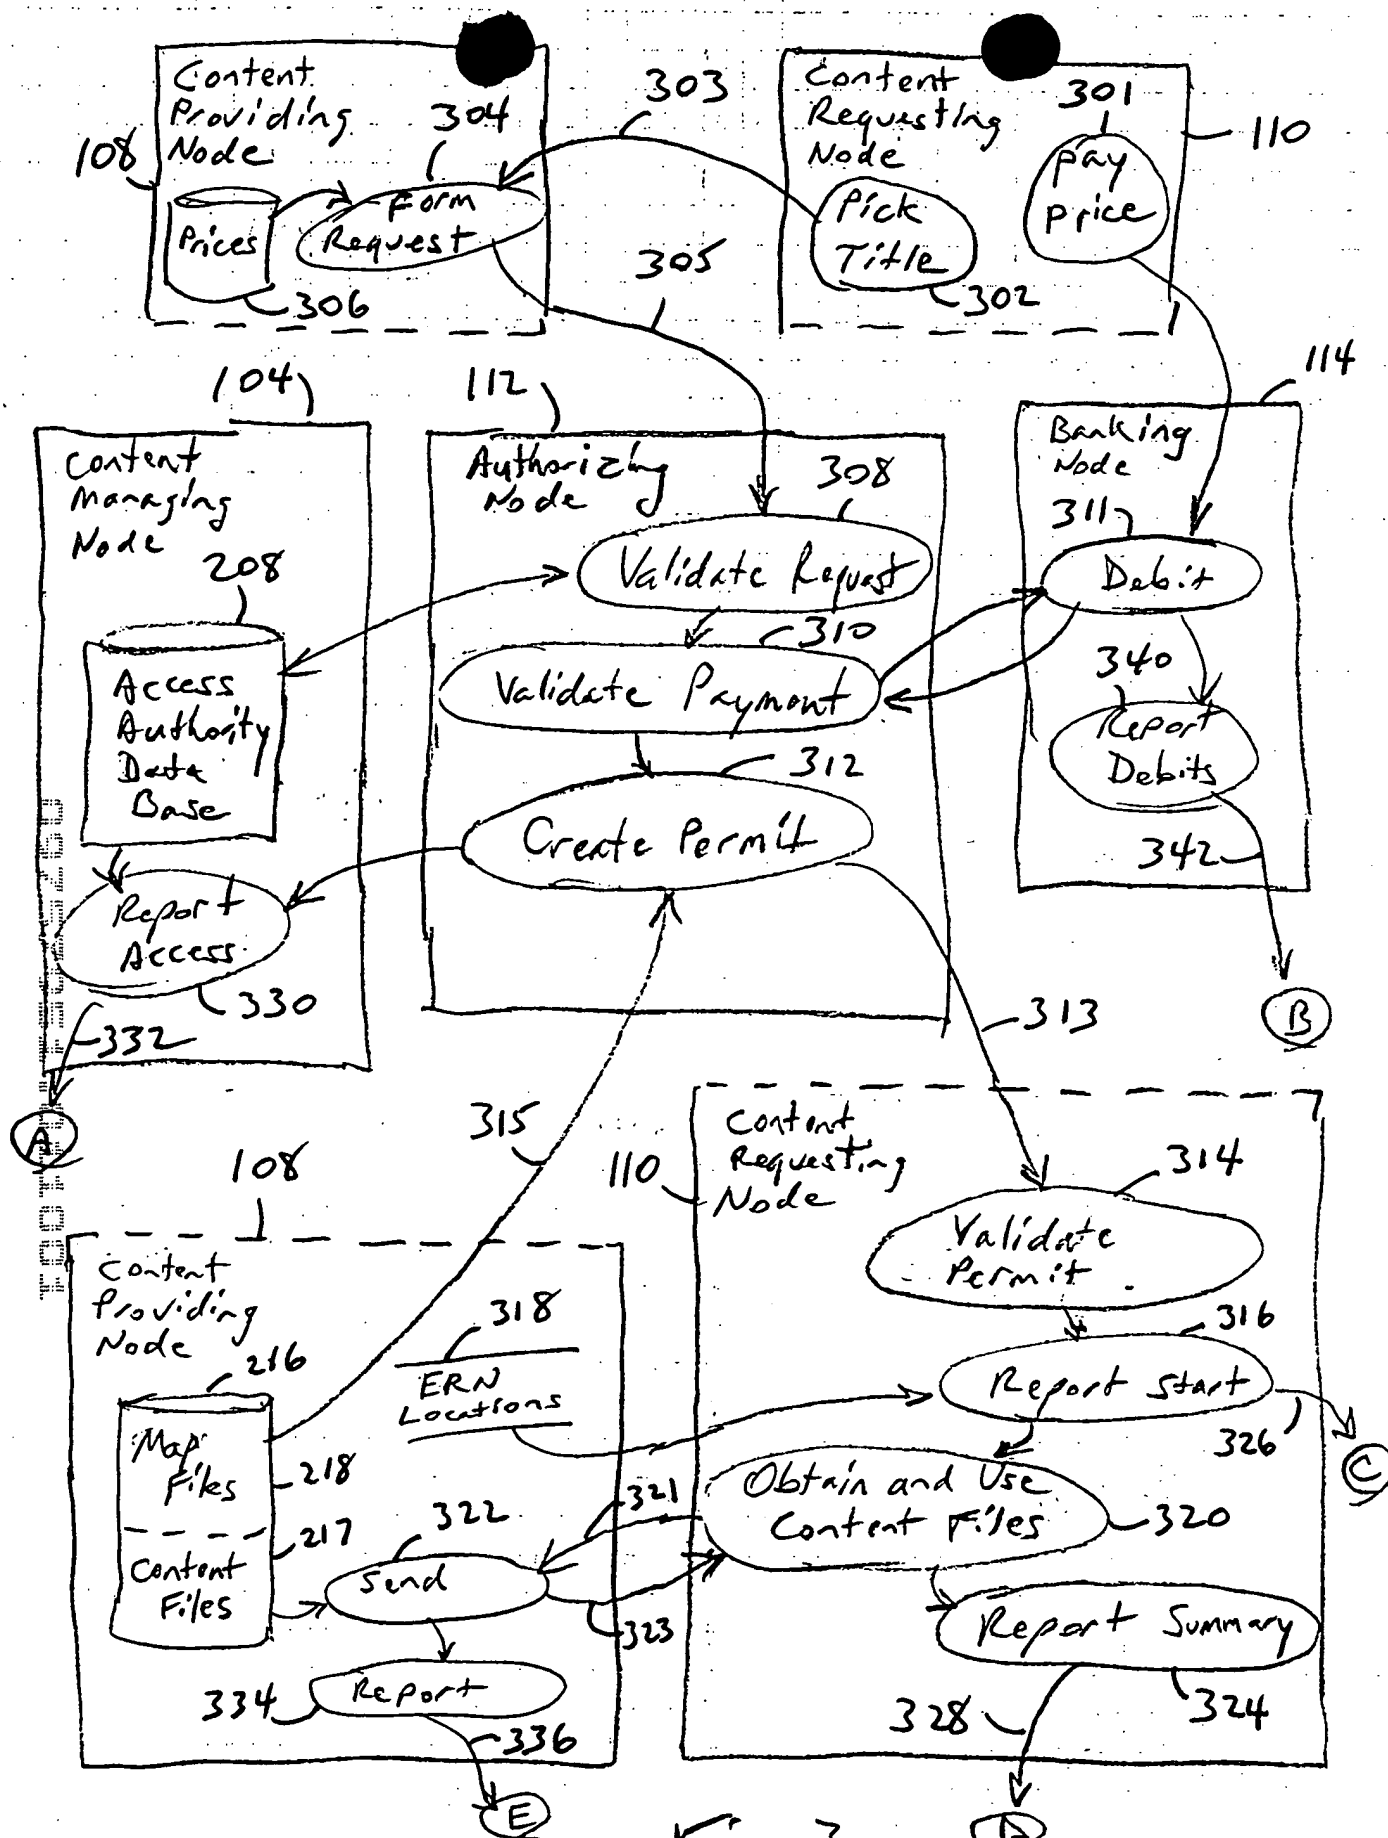 Content
Providing
Node
304
108
Prices
Form
Request
306
303
305
Content
Requesting
Node
301
110
pay
price
Pick
Title
302
104
112
114
Content
Managing
Node
208
Access
Authority
Data
Base
Report
Access
330
332
A
Authorizing
Node
308
Validate Request
310
Validate Payment
312
Create Permit
Banking
Node
311
Debit
340
Report
Debits
342
B
313
315
108
Content
Providing
Node
216
Map
Files
218
217
Content
Files
318
ERN
Locations
322
Send
321
323
334
Report
336
E
110
Content
Requesting
Node
314
Validate
Permit
316
Report Start
326
C
Obtain and Use
Content Files
320
Report Summary
328
324
D